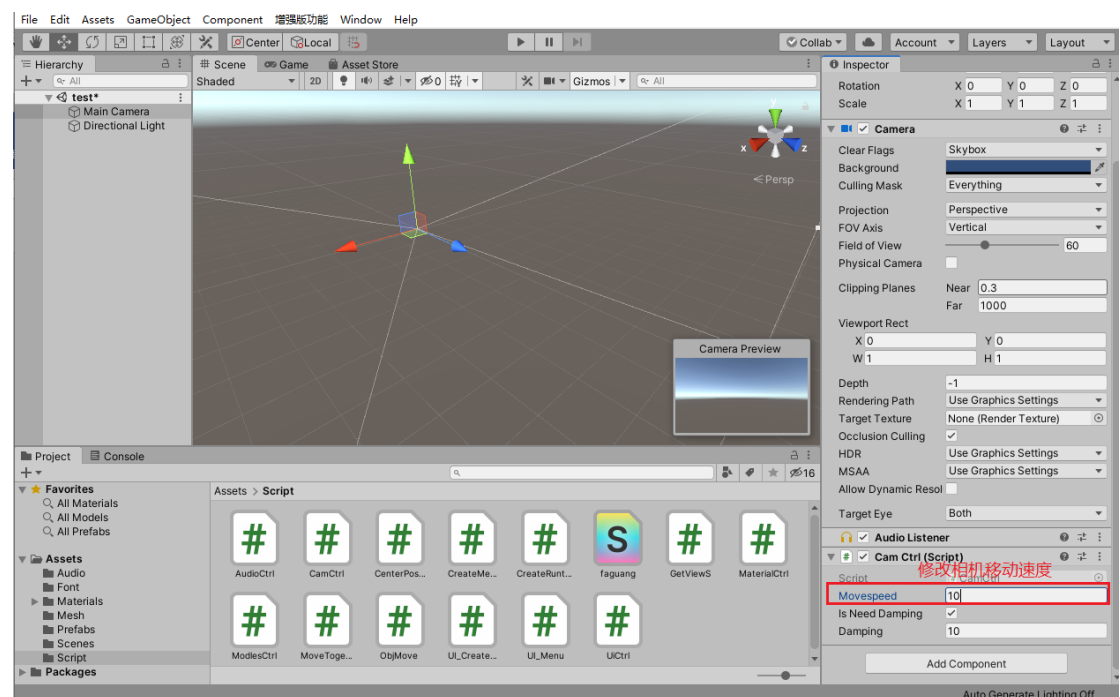 File Edit Assets GameObject Component 增强版功能 Window Help
Center Local Collab Account Layers Layout
Hierarchy
All
test*
Main Camera
Directional Light
Scene Game Asset Store
Shaded 2D 0 Gizmos All
y
x z
Persp
Camera Preview
Inspector
Rotation X 0 Y 0 Z 0
Scale X 1 Y 1 Z 1
Camera
Clear Flags Skybox
Background
Culling Mask Everything
Projection Perspective
FOV Axis Vertical
Field of View 60
Physical Camera
Clipping Planes Near 0.3
Far 1000
Viewport Rect
X 0 Y 0
W 1 H 1
Depth -1
Rendering Path Use Graphics Settings
Target Texture None (Render Texture)
Occlusion Culling
HDR Use Graphics Settings
MSAA Use Graphics Settings
Allow Dynamic Resol
Target Eye Both
Audio Listener
# Cam Ctrl (Script)
修改相机移动速度
Script CamCtrl
Movespeed 10
Is Need Damping
Damping 10
Add Component
Project Console
16
Favorites
All Materials
All Models
All Prefabs
Assets
Audio
Font
Materials
Mesh
Prefabs
Scenes
Script
Packages
Assets > Script
# # # # # S # #
AudioCtrl CamCtrl CenterPos... CreateMe... CreateRunt... faguang GetViewS MaterialCtrl
# # # # # #
ModlesCtrl MoveToge... ObjMove UI_Create... UI_Menu UiCtrl
Auto Generate Lighting Off